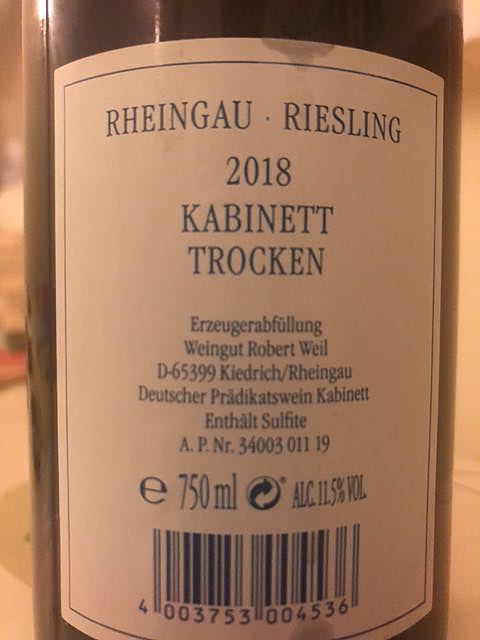 RHEINGAU · RIESLING
2018
KABINETT
TROCKEN
Erzeugerabfüllung
Weingut Robert Weil
D-65399 Kiedrich/Rheingau
Deutscher Prädikatswein Kabinett
Enthält Sulfite
A. P. Nr. 34003 011 19
℮ 750 ml ALC. 11.5% VOL.
4 003753 004536